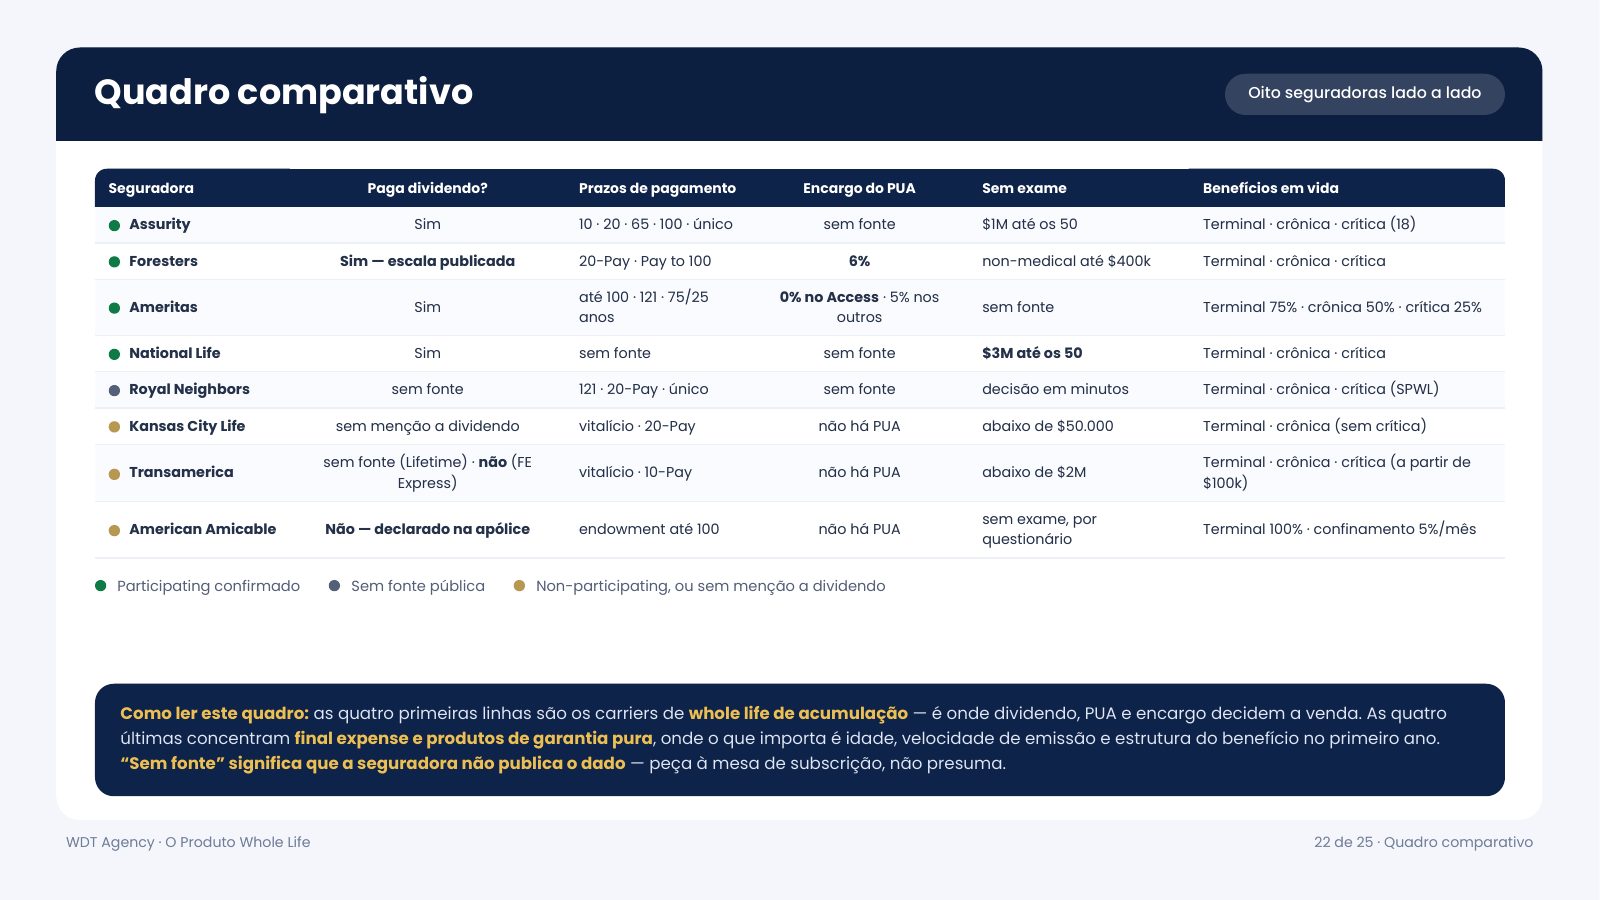 Quadro comparativo
Oito seguradoras lado a lado
Seguradora Paga dividendo? Prazos de pagamento Encargo do PUA Sem exame Benefícios em vida
Assurity Sim 10 · 20 · 65 · 100 · único sem fonte $1M até os 50 Terminal · crônica · crítica (18)
Foresters Sim — escala publicada 20-Pay · Pay to 100 6% non-medical até $400k Terminal · crônica · crítica
Ameritas Sim até 100 · 121 · 75/25 anos 0% no Access · 5% nos outros sem fonte Terminal 75% · crônica 50% · crítica 25%
National Life Sim sem fonte sem fonte $3M até os 50 Terminal · crônica · crítica
Royal Neighbors sem fonte 121 · 20-Pay · único sem fonte decisão em minutos Terminal · crônica · crítica (SPWL)
Kansas City Life sem menção a dividendo vitalício · 20-Pay não há PUA abaixo de $50.000 Terminal · crônica (sem crítica)
Transamerica sem fonte (Lifetime) · não (FE Express) vitalício · 10-Pay não há PUA abaixo de $2M Terminal · crônica · crítica (a partir de $100k)
American Amicable Não — declarado na apólice endowment até 100 não há PUA sem exame, por questionário Terminal 100% · confinamento 5%/mês
Participating confirmado Sem fonte pública Non-participating, ou sem menção a dividendo
Como ler este quadro: as quatro primeiras linhas são os carriers de whole life de acumulação — é onde dividendo, PUA e encargo decidem a venda. As quatro
últimas concentram final expense e produtos de garantia pura, onde o que importa é idade, velocidade de emissão e estrutura do benefício no primeiro ano.
“Sem fonte” significa que a seguradora não publica o dado — peça à mesa de subscrição, não presuma.
WDT Agency · O Produto Whole Life
22 de 25 · Quadro comparativo